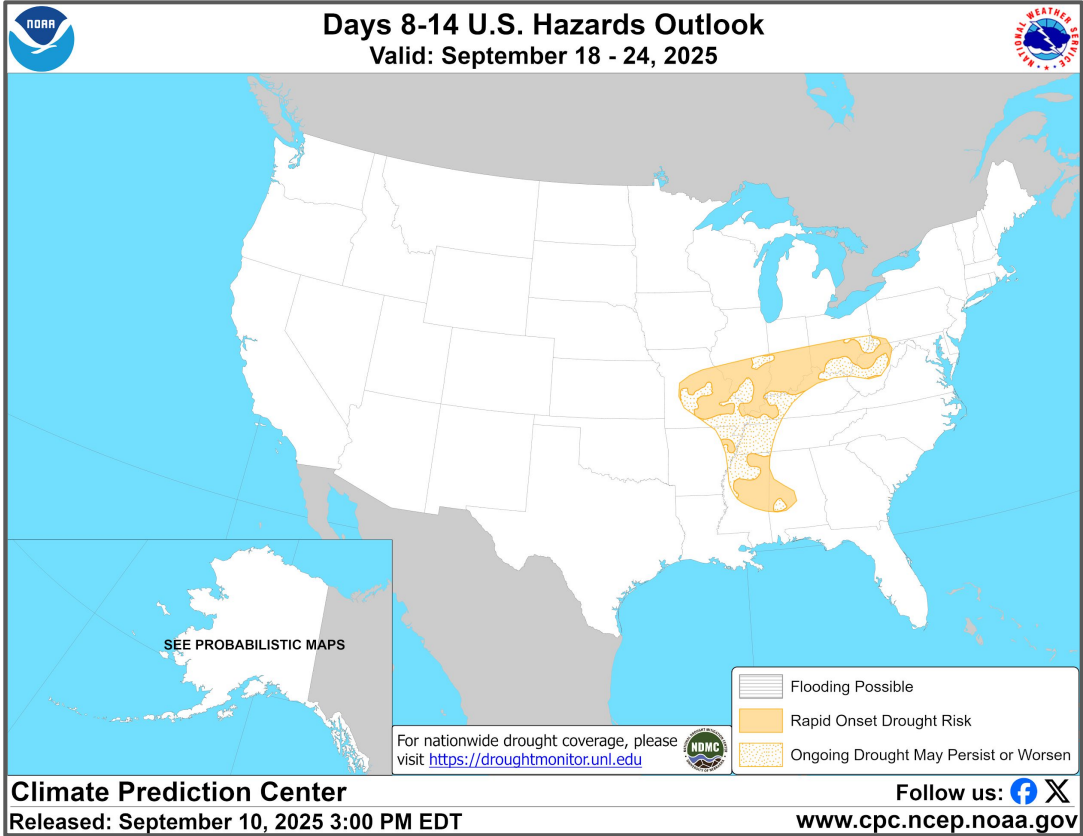 NOAA
Days 8-14 U.S. Hazards Outlook
Valid: September 18 - 24, 2025
NATIONAL WEATHER SERVICE
SEE PROBABILISTIC MAPS
Flooding Possible
Rapid Onset Drought Risk
Ongoing Drought May Persist or Worsen
For nationwide drought coverage, please
visit https://droughtmonitor.unl.edu
NDMC
Climate Prediction Center
Released: September 10, 2025 3:00 PM EDT
Follow us:
www.cpc.ncep.noaa.gov